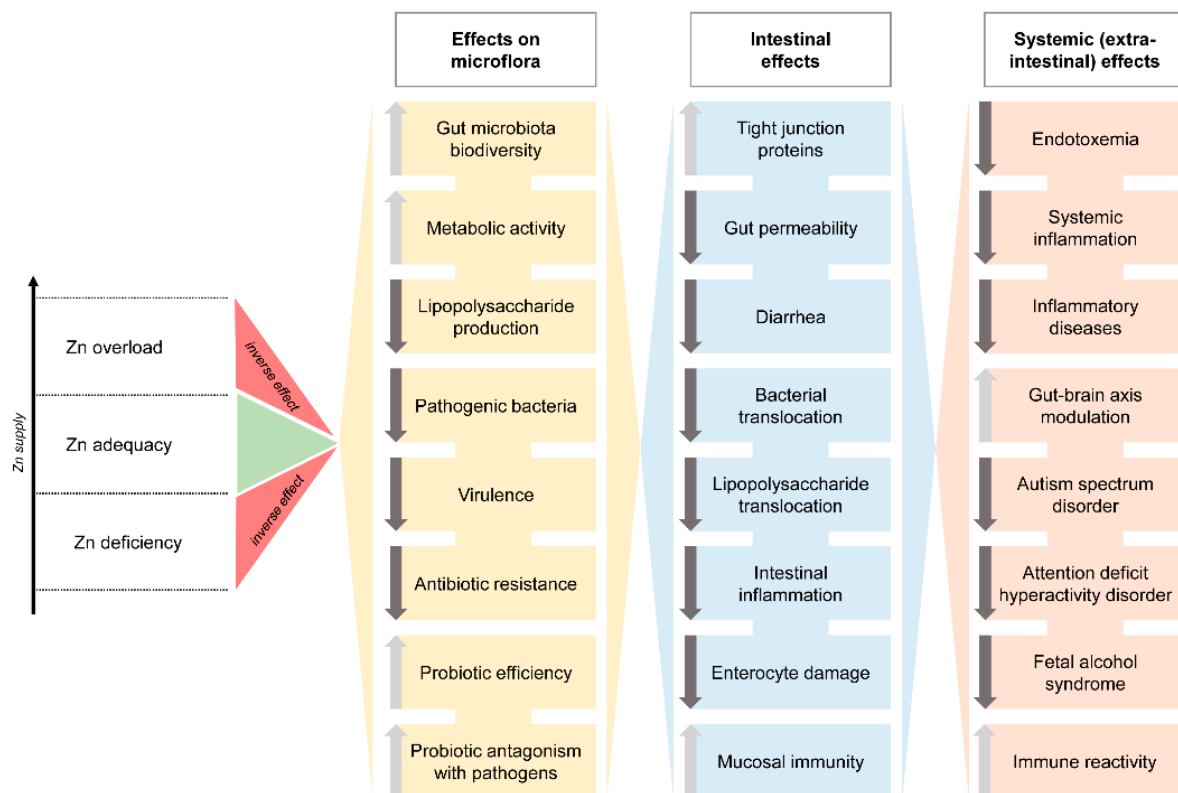 Effects on
microflora
Intestinal
effects
Systemic (extra-
intestinal) effects
Zn supply
Zn overload
Zn adequacy
Zn deficiency
inverse effect
inverse effect
Gut microbiota
biodiversity
Metabolic activity
Lipopolysaccharide
production
Pathogenic bacteria
Virulence
Antibiotic resistance
Probiotic efficiency
Probiotic antagonism
with pathogens
Tight junction
proteins
Gut permeability
Diarrhea
Bacterial
translocation
Lipopolysaccharide
translocation
Intestinal
inflammation
Enterocyte damage
Mucosal immunity
Endotoxemia
Systemic
inflammation
Inflammatory
diseases
Gut-brain axis
modulation
Autism spectrum
disorder
Attention deficit
hyperactivity disorder
Fetal alcohol
syndrome
Immune reactivity